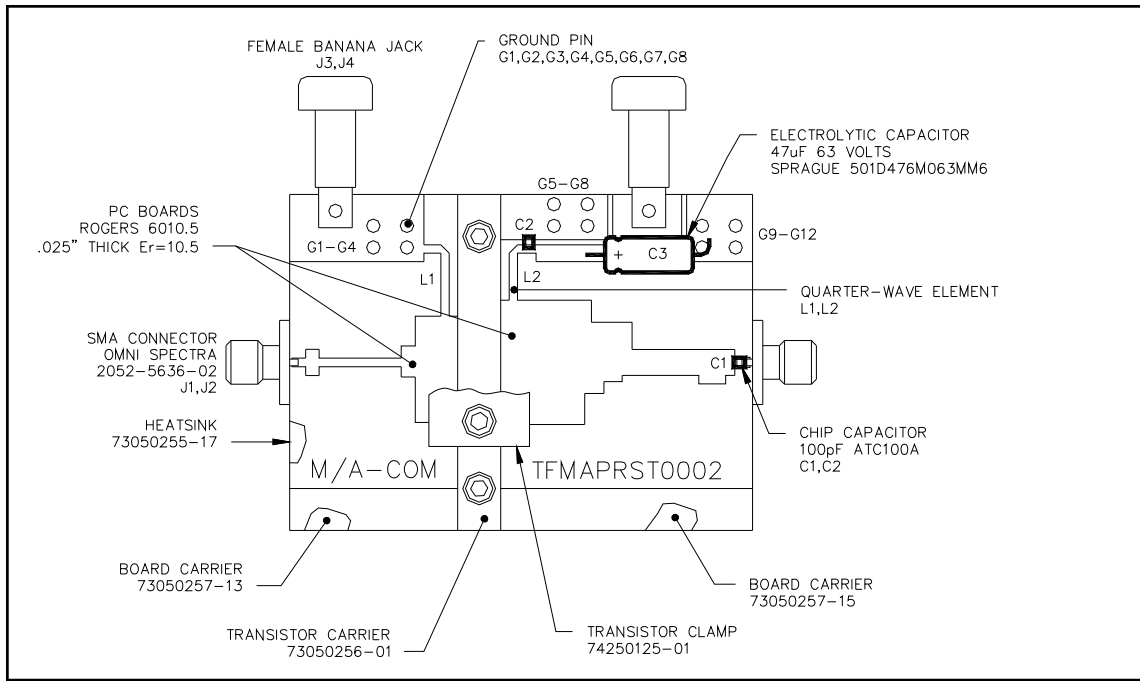 FEMALE BANANA JACK
J3,J4
GROUND PIN
G1,G2,G3,G4,G5,G6,G7,G8
ELECTROLYTIC CAPACITOR
47uF 63 VOLTS
SPRAGUE 501D476M063MM6
G5-G8
PC BOARDS
ROGERS 6010.5
.025" THICK Er=10.5
G1-G4
C2
G9-G12
+
C3
L1
L2
QUARTER-WAVE ELEMENT
L1,L2
SMA CONNECTOR
OMNI SPECTRA
2052-5636-02
J1,J2
C1
HEATSINK
73050255-17
CHIP CAPACITOR
100pF ATC100A
C1,C2
M/A-COM
TFMAPRST0002
BOARD CARRIER
73050257-13
BOARD CARRIER
73050257-15
TRANSISTOR CARRIER
73050256-01
TRANSISTOR CLAMP
74250125-01